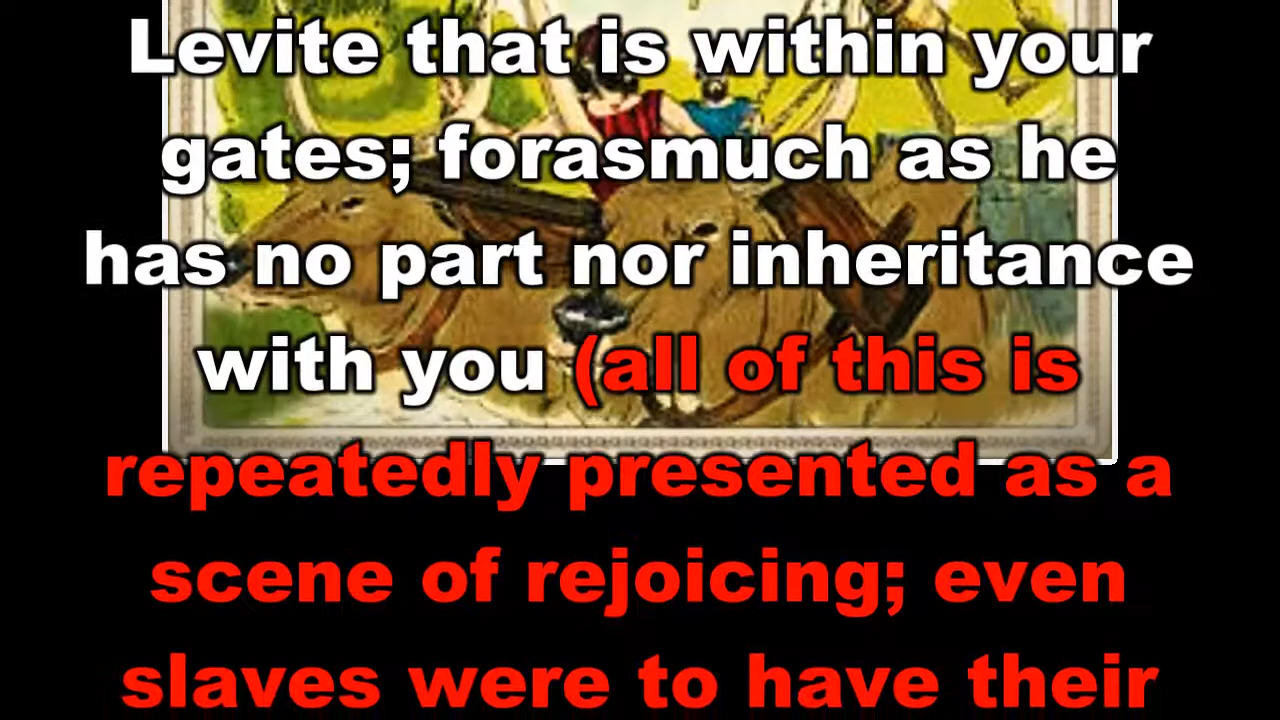 Levite that is within your
gates; forasmuch as he
has no part nor inheritance
with you (all of this is
repeatedly presented as a
scene of rejoicing; even
slaves were to have their